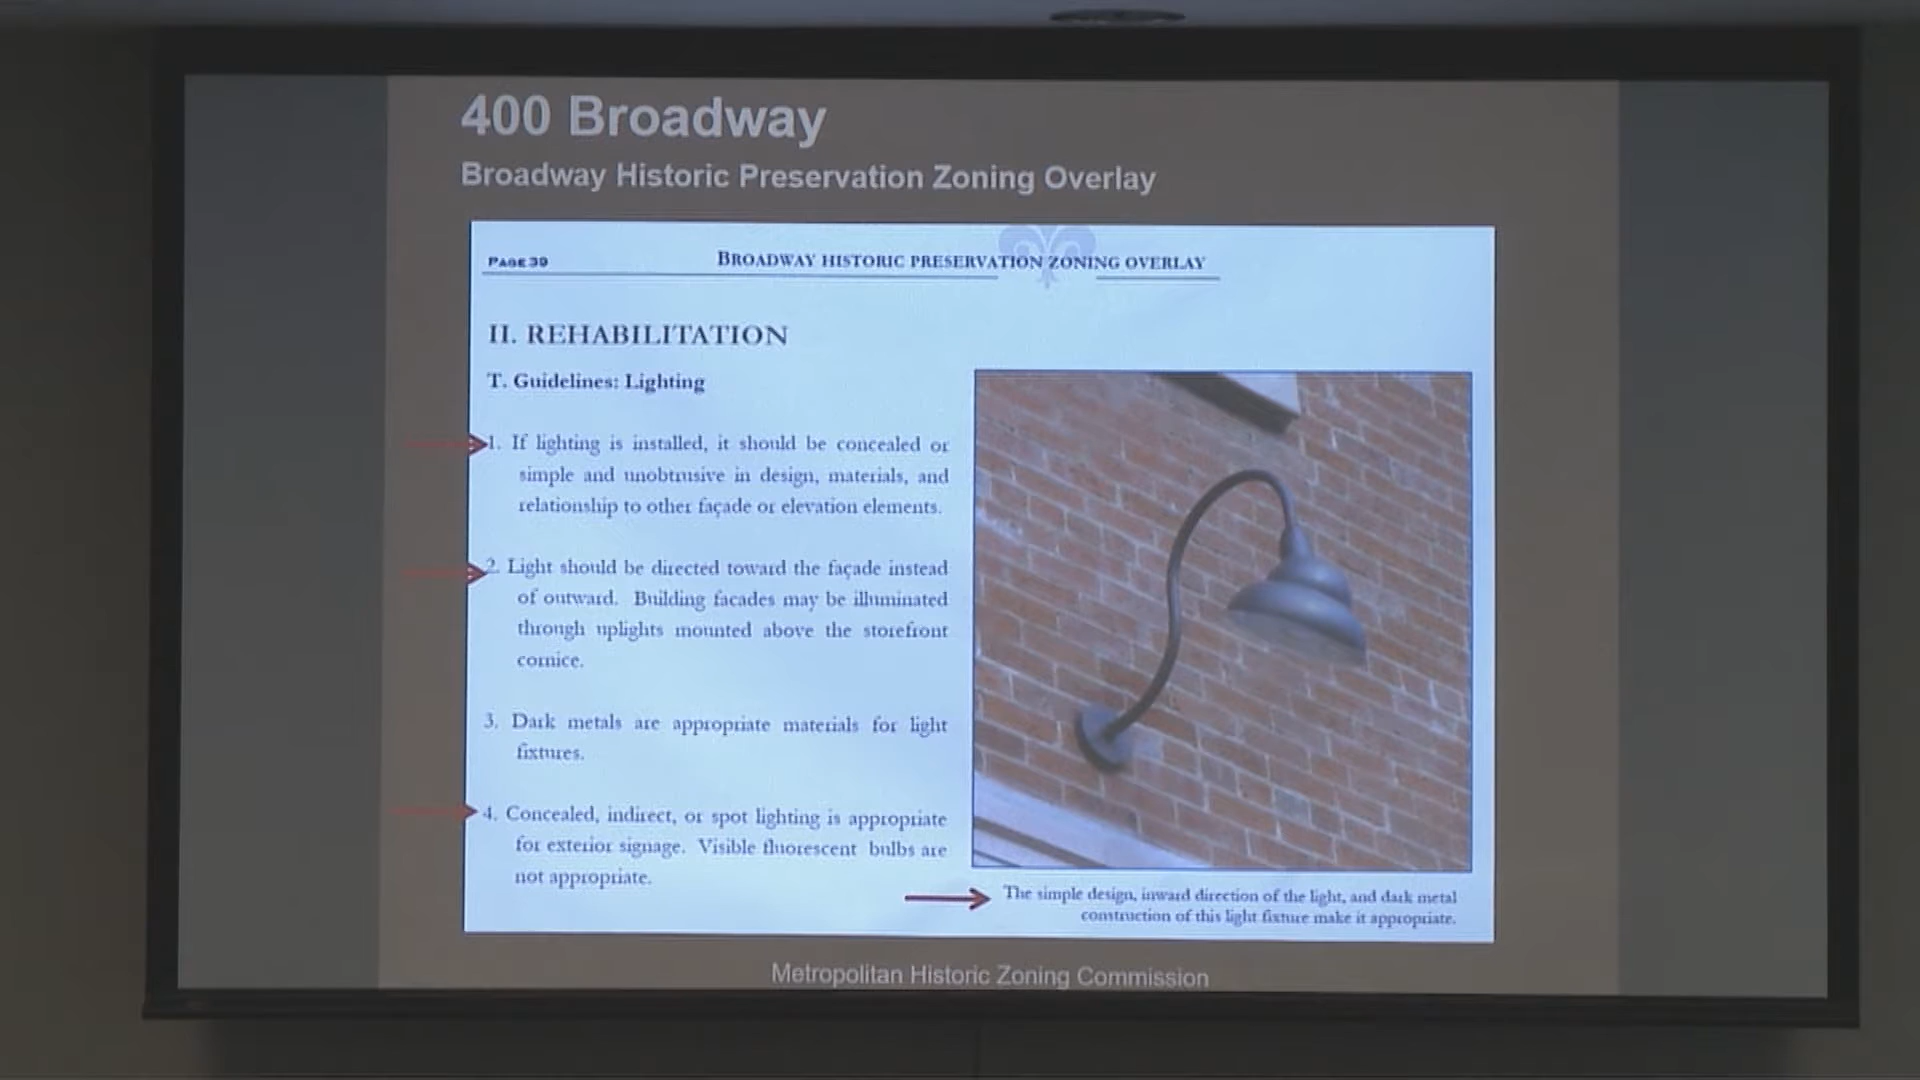 400 Broadway
Broadway Historic Preservation Zoning Overlay
PAGE 39
BROADWAY HISTORIC PRESERVATION ZONING OVERLAY
II. REHABILITATION
T. Guidelines: Lighting
1. If lighting is installed, it should be concealed or
simple and unobtrusive in design, materials, and
relationship to other façade or elevation elements.
2. Light should be directed toward the façade instead
of outward. Building facades may be illuminated
through uplights mounted above the storefront
cornice.
3. Dark metals are appropriate materials for light
fixtures.
4. Concealed, indirect, or spot lighting is appropriate
for exterior signage. Visible fluorescent bulbs are
not appropriate.
The simple design, inward direction of the light, and dark metal
construction of this light fixture make it appropriate.
Metropolitan Historic Zoning Commission